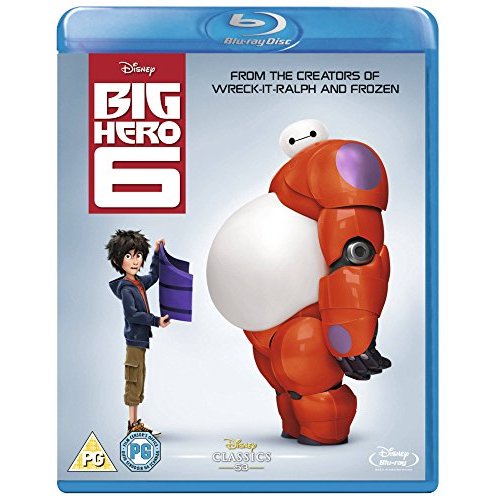 Blu-ray Disc
Disney
BIG
HERO
6
FROM THE CREATORS OF
WRECK-IT-RALPH AND FROZEN
PG
PG
Disney
CLASSICS
53
Disney
Blu-ray